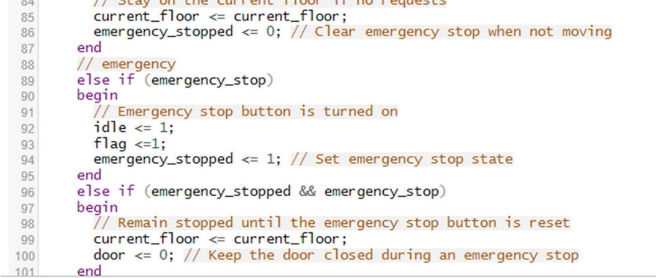 84 // Stay on the current floor if no requests
85 current_floor <= current_floor;
86 emergency_stopped <= 0; // Clear emergency stop when not moving
87 end
88 // emergency
89 else if (emergency_stop)
90 begin
91 // Emergency stop button is turned on
92 idle <= 1;
93 flag <=1;
94 emergency_stopped <= 1; // Set emergency stop state
95 end
96 else if (emergency_stopped && emergency_stop)
97 begin
98 // Remain stopped until the emergency stop button is reset
99 current_floor <= current_floor;
100 door <= 0; // Keep the door closed during an emergency stop
101 end